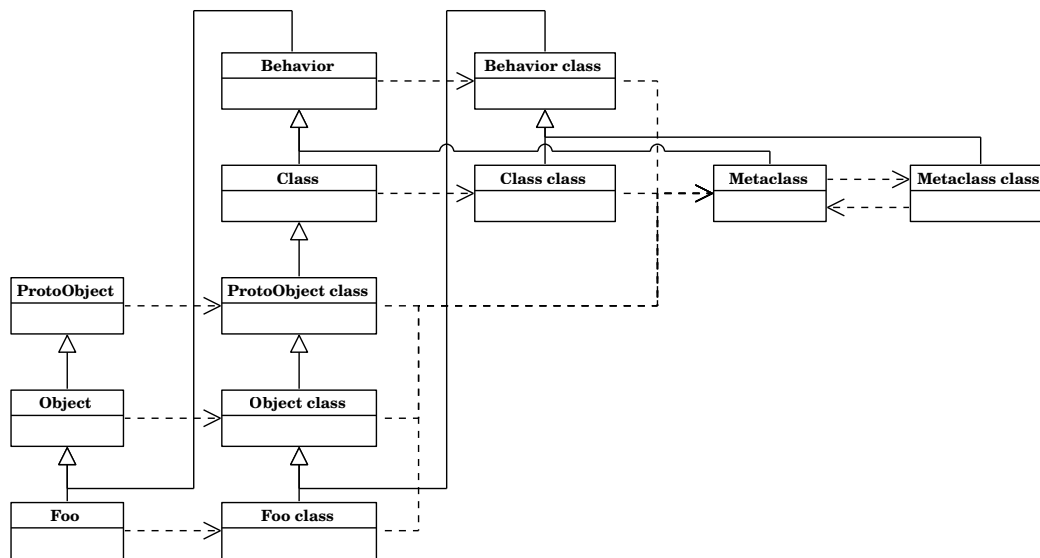 Behavior
Behavior class
Class
Class class
Metaclass
Metaclass class
ProtoObject
ProtoObject class
Object
Object class
Foo
Foo class